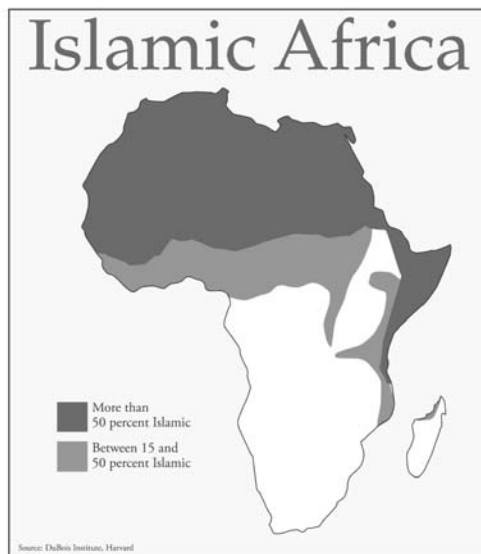 Islamic Africa
More than
50 percent Islamic
Between 15 and
50 percent Islamic
Source: DuBois Institute, Harvard